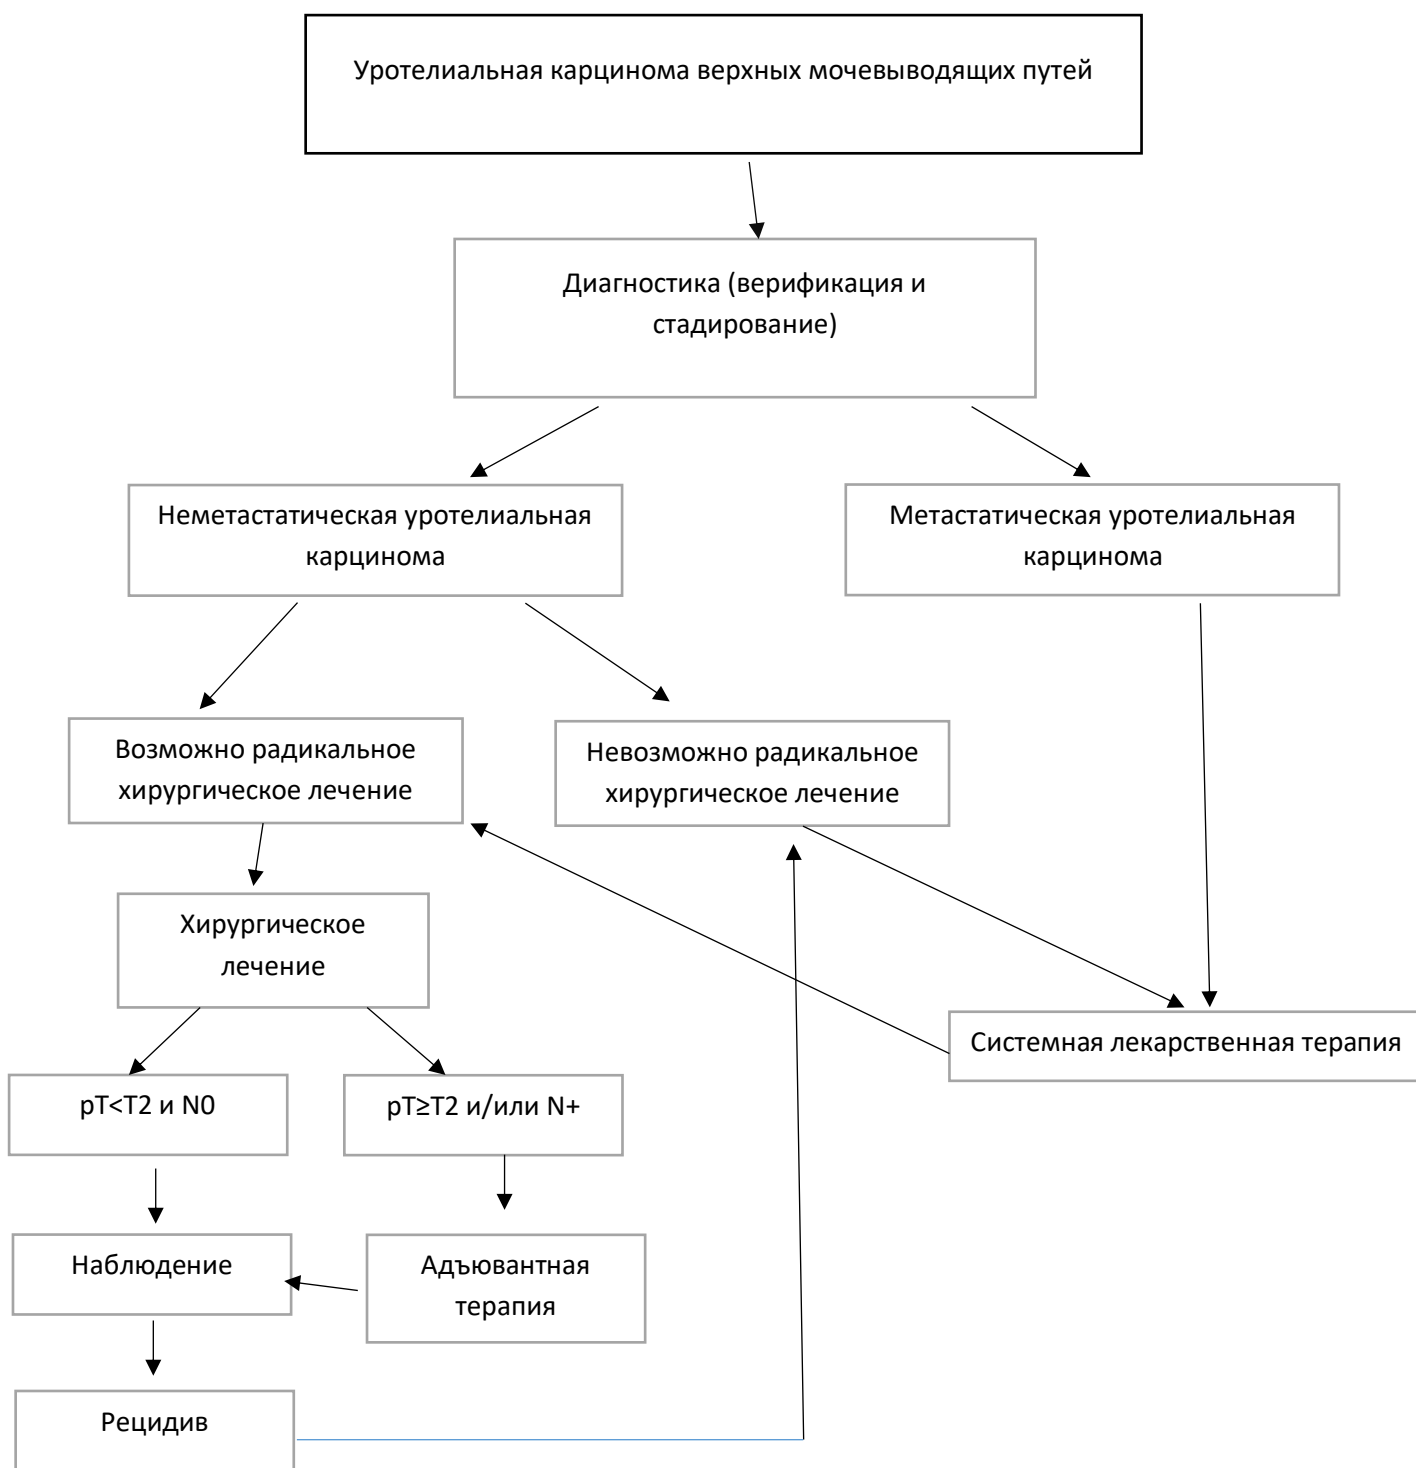 Уротелиальная карцинома верхных мочевыводящих путей
Диагностика (верификация и
стадирование)
Неметастатическая уротелиальная
карцинома
Метастатическая уротелиальная
карцинома
Возможно радикальное
хирургическое лечение
Невозможно радикальное
хирургическое лечение
Хирургическое
лечение
Системная лекарственная терапия
pT<T2 и N0
pT≥T2 и/или N+
Наблюдение
Адъювантная
терапия
Рецидив